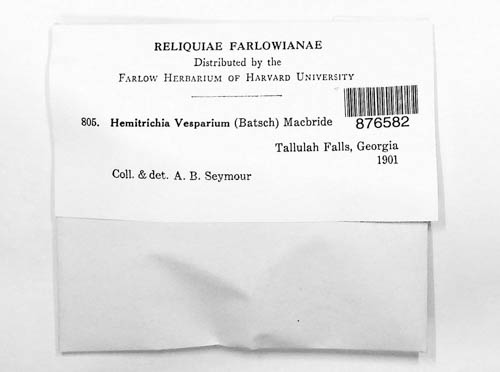 RELIQUIAE FARLOWIANAE
Distributed by the
FARLOW HERBARIUM OF HARVARD UNIVERSITY
805. Hemitrichia Vesparium (Batsch) Macbride
876582
Tallulah Falls, Georgia
1901
Coll. & det. A. B. Seymour